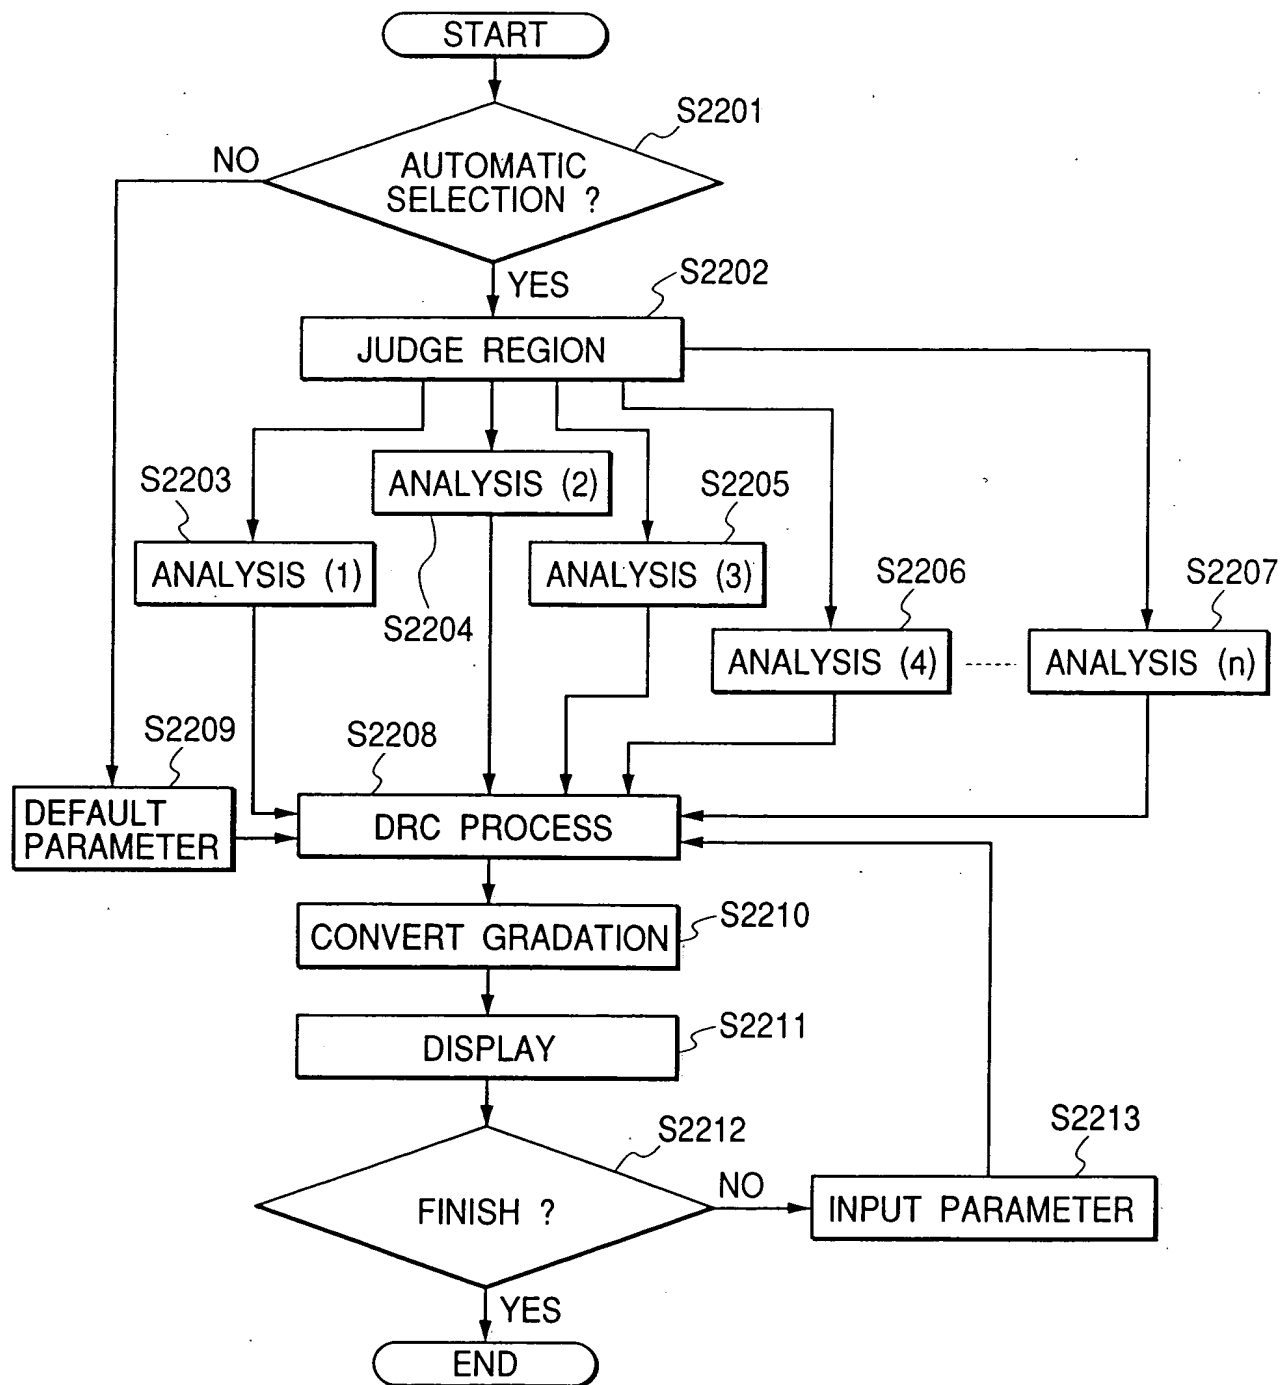 START
S2201
NO
AUTOMATIC
SELECTION ?
YES
S2202
JUDGE REGION
S2203
ANALYSIS (2)
S2205
ANALYSIS (1)
S2204
ANALYSIS (3)
S2206
S2207
ANALYSIS (4)
ANALYSIS (n)
S2209
S2208
DEFAULT
PARAMETER
DRC PROCESS
CONVERT GRADATION
S2210
DISPLAY
S2211
S2212
FINISH ?
NO
S2213
INPUT PARAMETER
YES
END